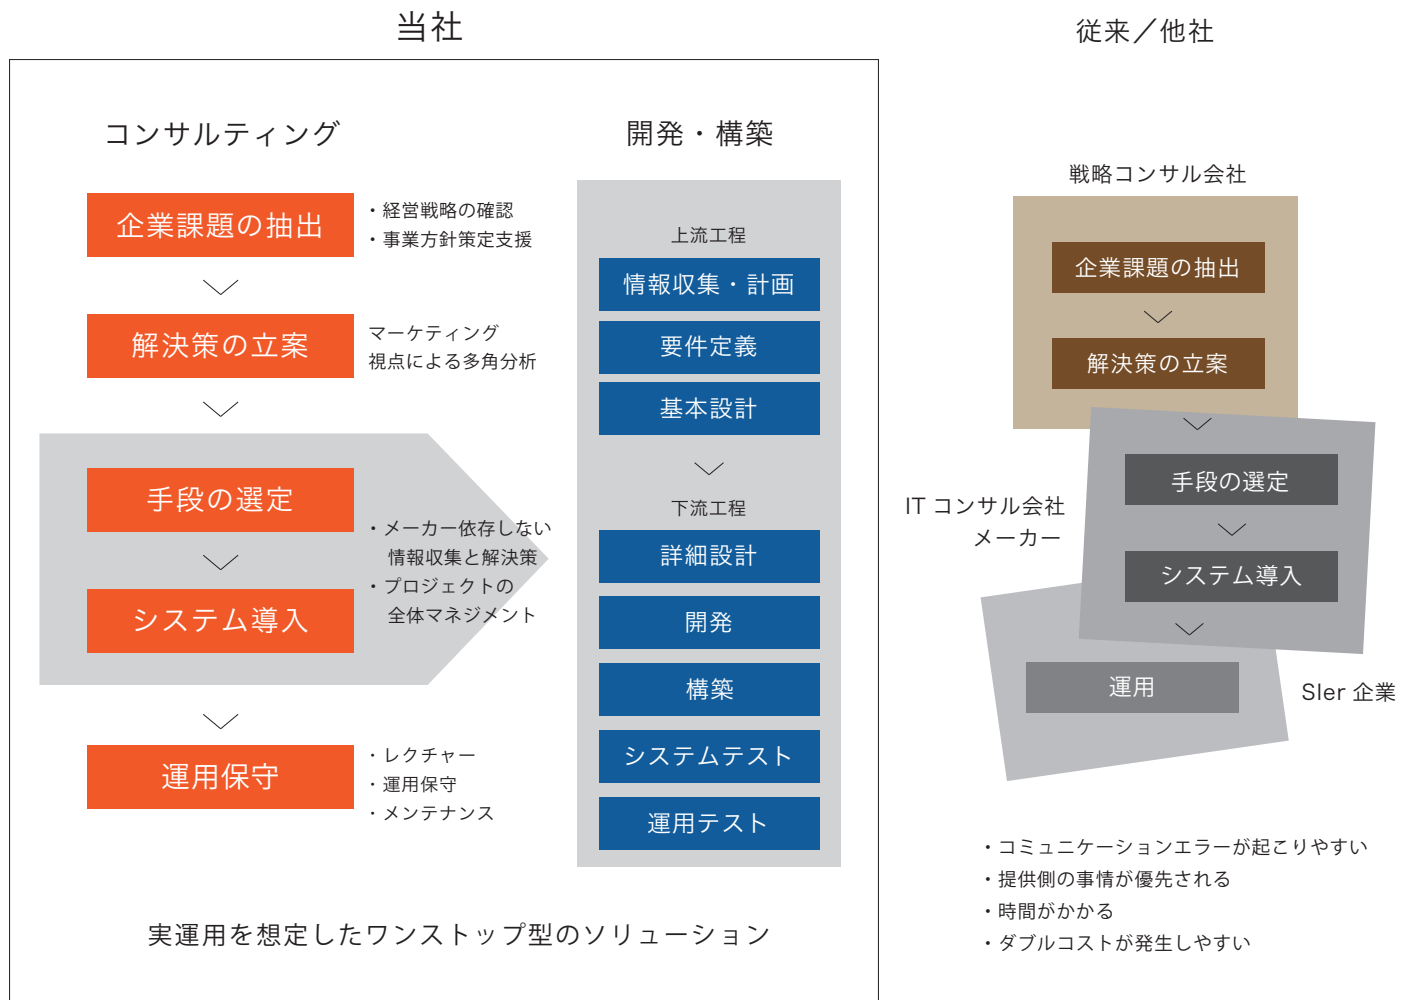 当社
コンサルティング
企業課題の抽出
・経営戦略の確認
・事業方針策定支援
解決策の立案
マーケティング
視点による多角分析
手段の選定
・メーカー依存しない
情報収集と解決策
・プロジェクトの
全体マネジメント
システム導入
運用保守
・レクチャー
・運用保守
・メンテナンス
開発・構築
上流工程
情報収集・計画
要件定義
基本設計
下流工程
詳細設計
開発
構築
システムテスト
運用テスト
実運用を想定したワンストップ型のソリューション
従来／他社
戦略コンサル会社
企業課題の抽出
解決策の立案
IT コンサル会社
メーカー
手段の選定
システム導入
運用
SIer 企業
・コミュニケーションエラーが起こりやすい
・提供側の事情が優先される
・時間がかかる
・ダブルコストが発生しやすい